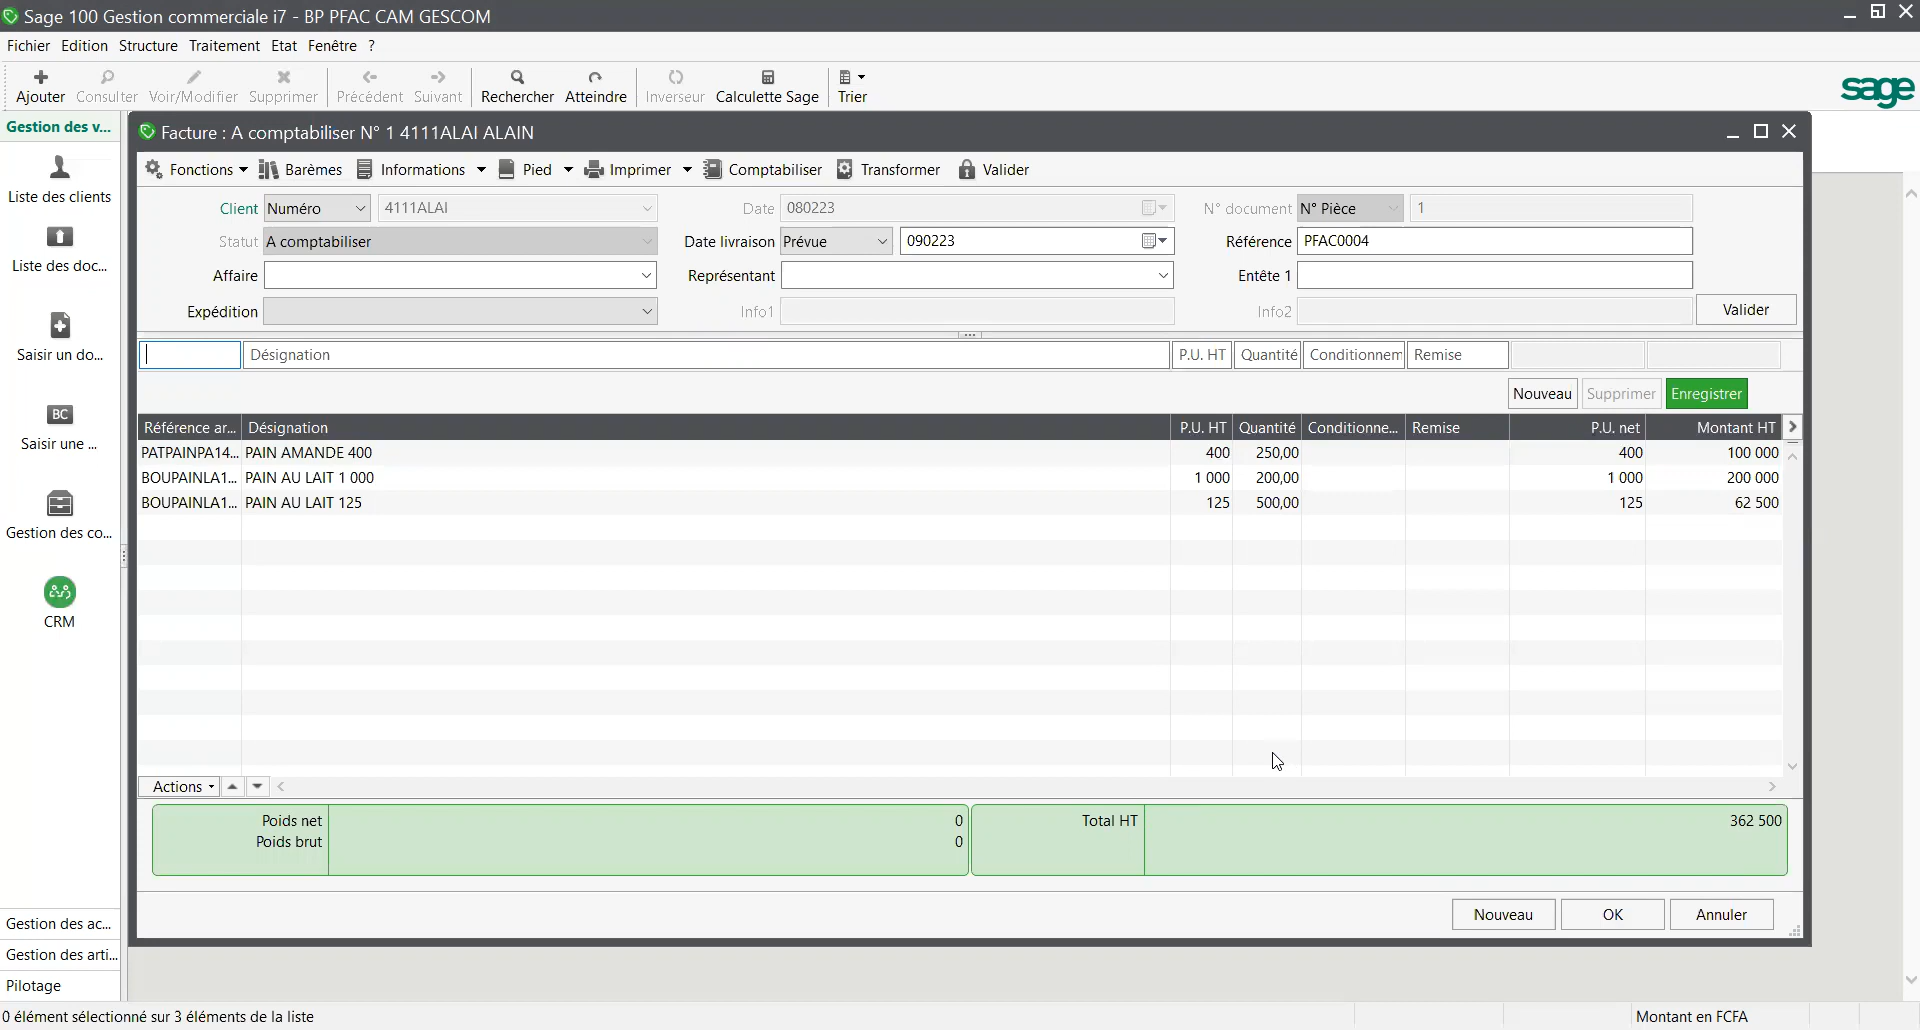 Sage 100 Gestion commerciale i7 - BP PFAC CAM GESCOM
Fichier Edition Structure Traitement Etat Fenêtre ?
Ajouter Consulter Voir/Modifier Supprimer Précédent Suivant Rechercher Atteindre Inverseur Calculette Sage Trier
sage
Gestion des v...
Liste des clients
Liste des doc...
Saisir un do...
BC
Saisir une ...
Gestion des co...
CRM
Gestion des ac...
Gestion des arti...
Pilotage
Facture : A comptabiliser N° 1 4111ALAI ALAIN
Fonctions Barèmes Informations Pied Imprimer Comptabiliser Transformer Valider
Client Numéro 4111ALAI Date 080223 N° document N° Pièce 1
Statut A comptabiliser Date livraison Prévue 090223 Référence PFAC0004
Affaire Représentant Entête 1
Expédition Info1 Info2 Valider
Désignation P.U. HT Quantité Conditionnem Remise
Nouveau Supprimer Enregistrer
Référence ar... Désignation P.U. HT Quantité Conditionne... Remise P.U. net Montant HT
PATPAINPA14... PAIN AMANDE 400 400 250,00 400 100 000
BOUPAINLA1... PAIN AU LAIT 1 000 1 000 200,00 1 000 200 000
BOUPAINLA1... PAIN AU LAIT 125 125 500,00 125 62 500
Actions
Poids net 0 Total HT 362 500
Poids brut 0
Nouveau OK Annuler
0 élément sélectionné sur 3 éléments de la liste Montant en FCFA